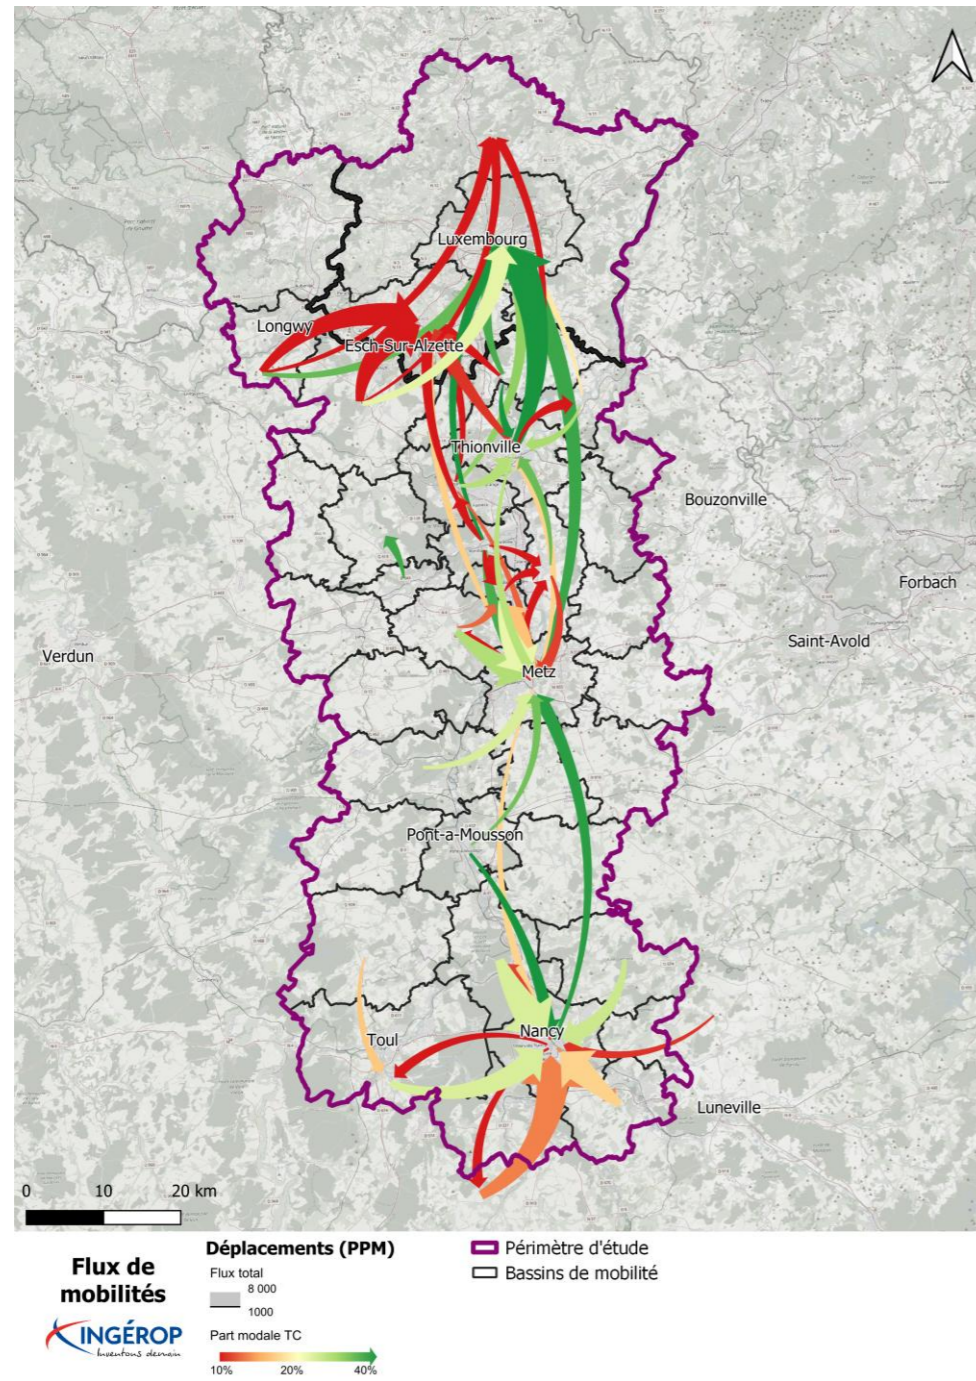 Luxembourg
Longwy
Esch-Sur-Alzette
Thionville
Bouzonville
Forbach
Saint-Avold
Verdun
Metz
Pont-a-Mousson
Nancy
Toul
Luneville
0 10 20 km
Flux de
mobilités
INGÉROP
Inventons demain
Déplacements (PPM)
Flux total
8 000
1000
Part modale TC
10% 20% 40%
Périmètre d'étude
Bassins de mobilité